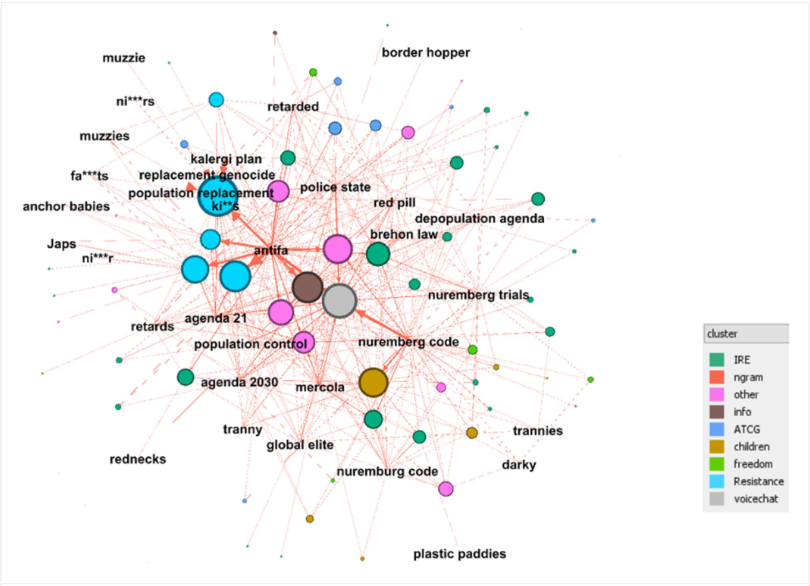 muzzie
border hopper
ni***rs
retarded
muzzies
kalergi plan
fa***ts
replacement genocide
police state
population replacement
anchor babies
ki**s
red pill
depopulation agenda
brehon law
Japs
antifa
ni***r
nuremberg trials
retards
agenda 21
population control
nuremberg code
agenda 2030
mercola
tranny
trannies
global elite
rednecks
nuremburg code
darky
plastic paddies
cluster
IRE
ngram
other
info
ATCG
children
freedom
Resistance
voicechat